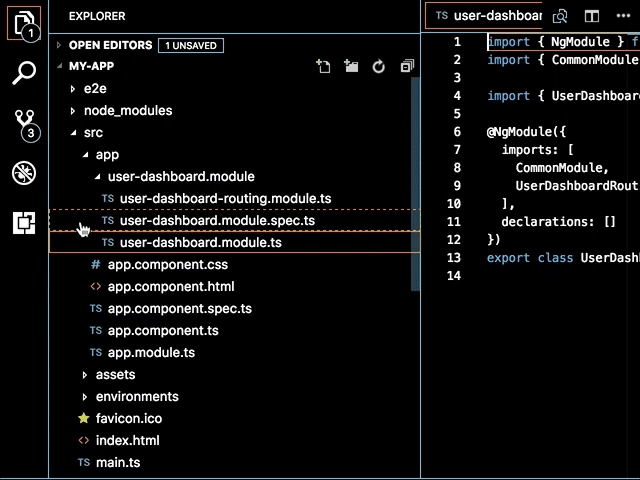 EXPLORER
OPEN EDITORS 1 UNSAVED
MY-APP
e2e
node_modules
src
app
user-dashboard.module
TS user-dashboard-routing.module.ts
TS user-dashboard.module.spec.ts
TS user-dashboard.module.ts
# app.component.css
<> app.component.html
TS app.component.spec.ts
TS app.component.ts
TS app.module.ts
assets
environments
favicon.ico
<> index.html
TS main.ts
1
3
TS user-dashboard
1 import { NgModule } f
2 import { CommonModule
3
4 import { UserDashboard
5
6 @NgModule({
7 imports: [
8 CommonModule,
9 UserDashboardRout
10 ],
11 declarations: []
12 })
13 export class UserDash
14